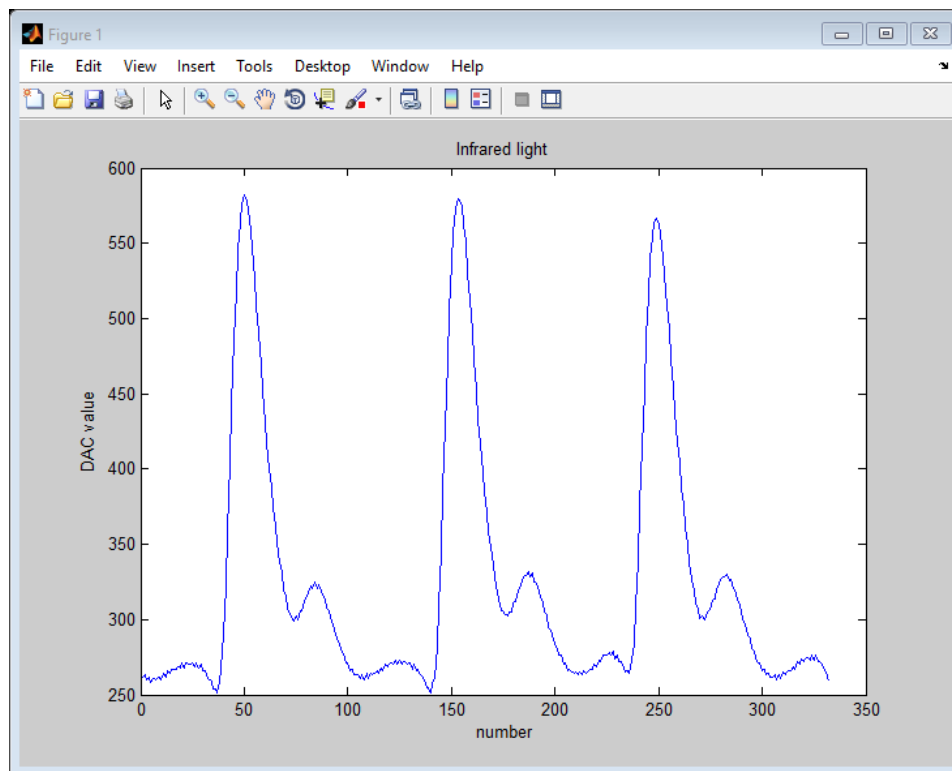 Figure 1
File Edit View Insert Tools Desktop Window Help
Infrared light
600
550
500
450
400
350
300
250
DAC value
0 50 100 150 200 250 300 350
number